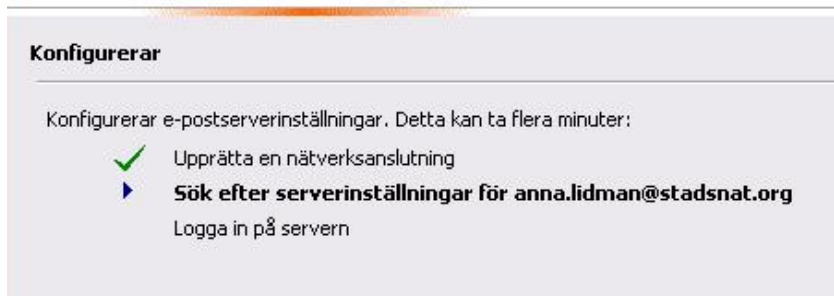 Konfigurerar
Konfigurerar e-postserverinställningar. Detta kan ta flera minuter:
Upprätta en nätverksanslutning
Sök efter serverinställningar för anna.lidman@stadsnat.org
Logga in på servern